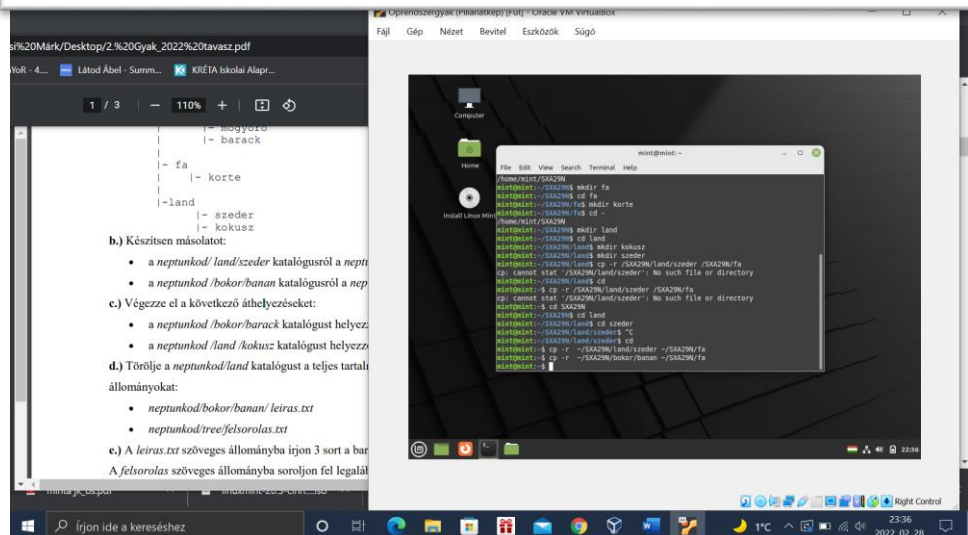 Oprendszergyak (Pillanatkép) [Fut] - Oracle VM VirtualBox
Fájl Gép Nézet Bevitel Eszközök Súgó
si%20Márk/Desktop/2.%20Gyak_2022%20tavasz.pdf
YoR - 4.... Látod Ábel - Summ... KRÉTA Iskolai Alapr...
1 / 3 — 110% +
|- mogyoro
| |- barack
|
|- fa
| |- korte
|
|-land
|- szeder
|- kokusz
b.) Készítsen másolatot:
• a neptunkod/ land/szeder katalógusról a neptu
• a neptunkod /bokor/banan katalógusról a nep
c.) Végezze el a következő áthelyezéseket:
• a neptunkod /bokor/barack katalógust helyez
• a neptunkod /land /kokusz katalógust helyezz
d.) Törölje a neptunkod/land katalógust a teljes tartal
állományokat:
• neptunkod/bokor/banan/ leiras.txt
• neptunkod/tree/felsorolas.txt
e.) A leiras.txt szöveges állományba írjon 3 sort a bar
A felsorolas szöveges állományba soroljon fel legaláb
Computer
Home
Install Linux Mint
mint@mint: ~
File Edit View Search Terminal Help
/home/mint/SXA29N
mint@mint:~/SXA29N$ mkdir fa
mint@mint:~/SXA29N$ cd fa
mint@mint:~/SXA29N/fa$ mkdir korte
mint@mint:~/SXA29N/fa$ cd -
/home/mint/SXA29N
mint@mint:~/SXA29N$ mkdir land
mint@mint:~/SXA29N$ cd land
mint@mint:~/SXA29N/land$ mkdir kokusz
mint@mint:~/SXA29N/land$ mkdir szeder
mint@mint:~/SXA29N/land$ cp -r /SXA29N/land/szeder /SXA29N/fa
cp: cannot stat '/SXA29N/land/szeder': No such file or directory
mint@mint:~/SXA29N/land$ cd
mint@mint:~$ cp -r /SXA29N/land/szeder /SXA29N/fa
cp: cannot stat '/SXA29N/land/szeder': No such file or directory
mint@mint:~$ cd SXA29N
mint@mint:~/SXA29N$ cd land
mint@mint:~/SXA29N/land$ cd szeder
mint@mint:~/SXA29N/land/szeder$ ^C
mint@mint:~/SXA29N/land/szeder$ cd
mint@mint:~$ cp -r ~/SXA29N/land/szeder ~/SXA29N/fa
mint@mint:~$ cp -r ~/SXA29N/bokor/banan ~/SXA29N/fa
mint@mint:~$
22:36
Right Control
minta jk_os.pdf linuxmint-20.3-cinn....iso
Írjon ide a kereséshez
1°C
23:36
2022. 02. 28.